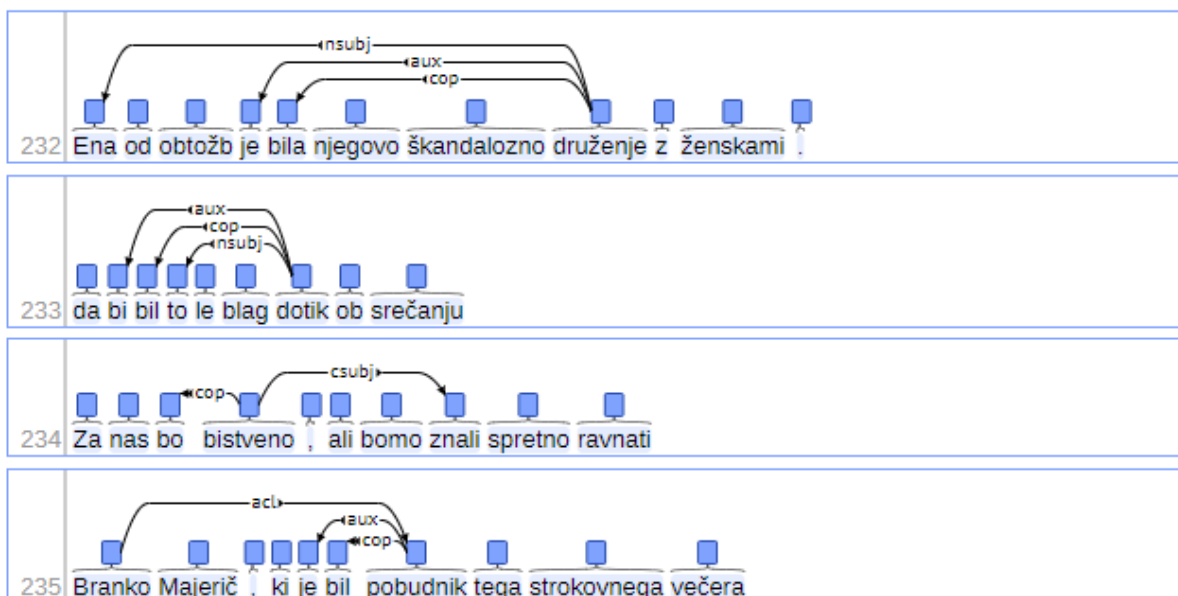 nsubj
aux
cop
232 Ena od obtožb je bila njegovo škandalozno druženje z ženskami .
aux
cop
nsubj
233 da bi bil to le blag dotik ob srečanju
csubj
cop
234 Za nas bo bistveno , ali bomo znali spretno ravnati
acl
aux
cop
235 Branko Majerič , ki je bil pobudnik tega strokovnega večera